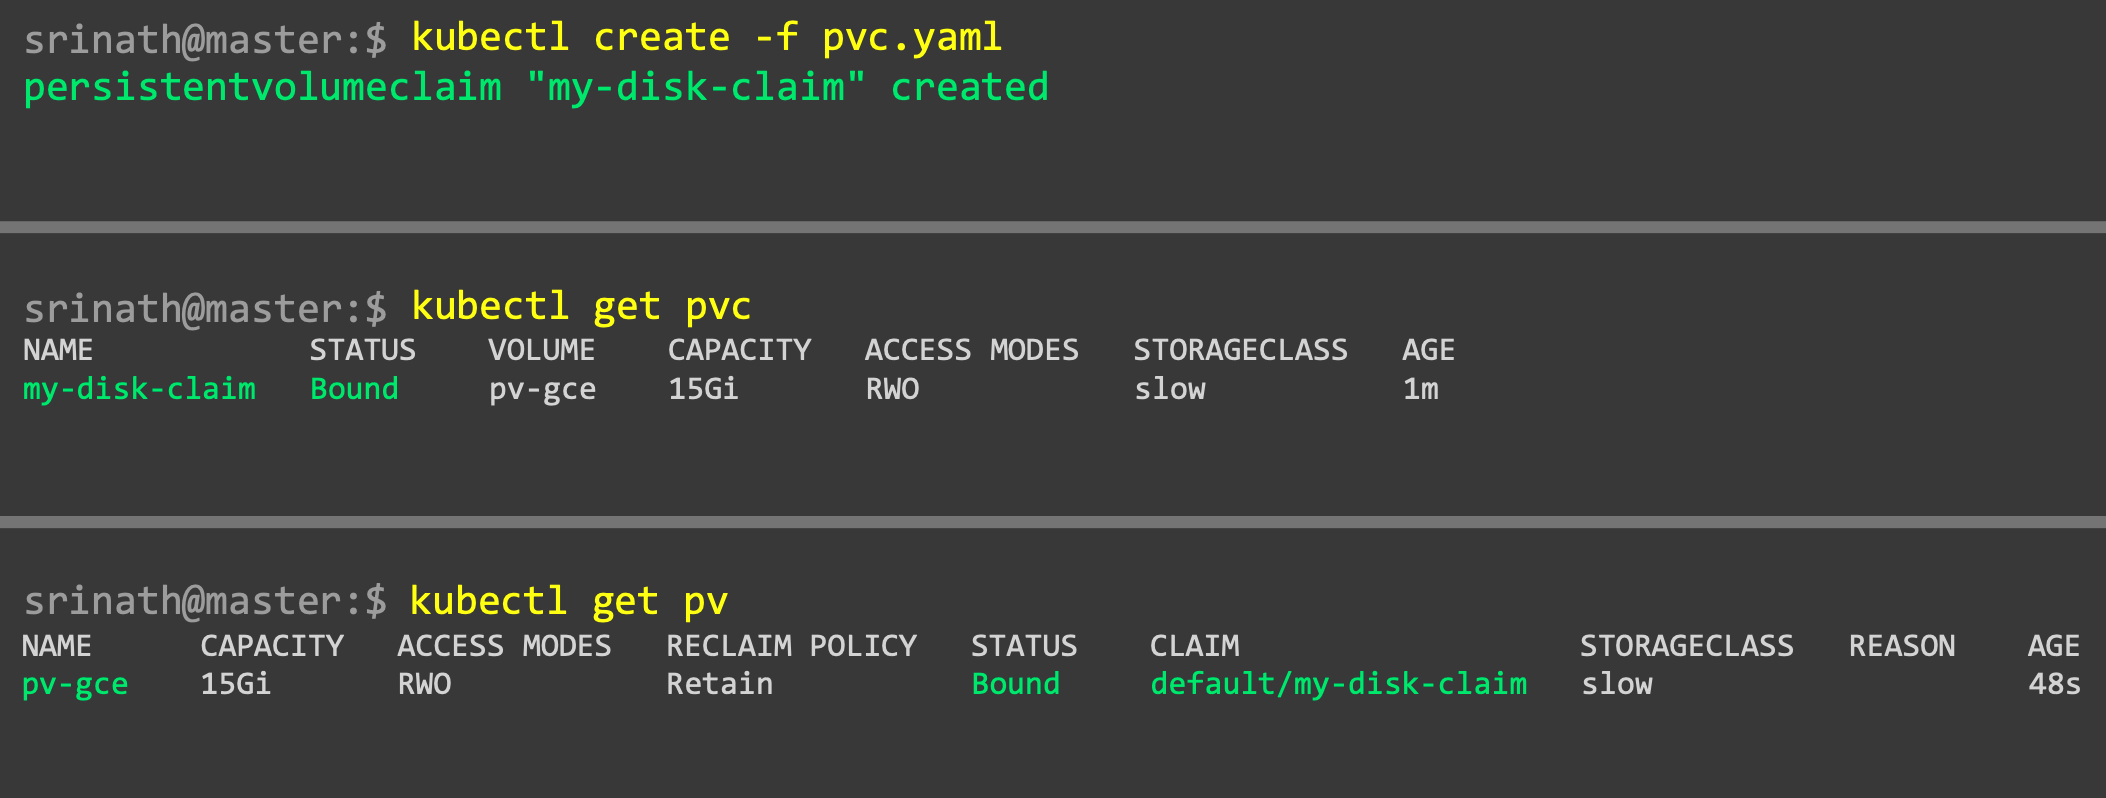 srinath@master:$ kubectl create -f pvc.yaml
persistentvolumeclaim "my-disk-claim" created
srinath@master:$ kubectl get pvc
NAME STATUS VOLUME CAPACITY ACCESS MODES STORAGECLASS AGE
my-disk-claim Bound pv-gce 15Gi RWO slow 1m
srinath@master:$ kubectl get pv
NAME CAPACITY ACCESS MODES RECLAIM POLICY STATUS CLAIM STORAGECLASS REASON AGE
pv-gce 15Gi RWO Retain Bound default/my-disk-claim slow 48s